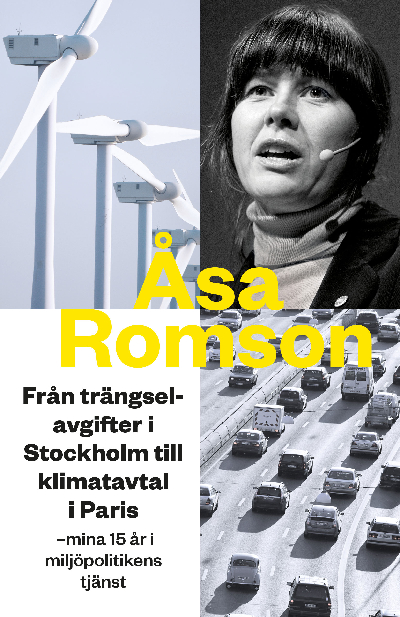 Åsa
Romson
Från trängsel-
avgifter i
Stockholm till
klimatavtal
i Paris
–mina 15 år i
miljöpolitikens
tjänst